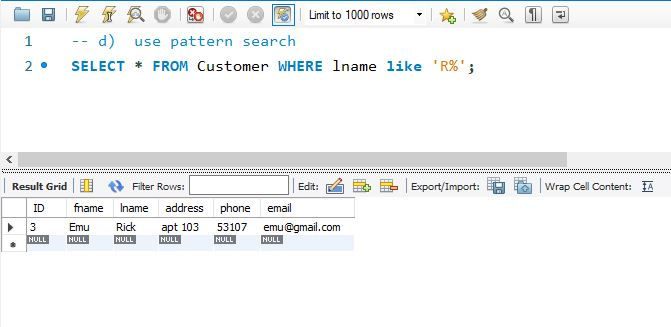 Limit to 1000 rows
1 -- d)  use pattern search
2 SELECT * FROM Customer WHERE lname like 'R%';
Result Grid Filter Rows: Edit: Export/Import: Wrap Cell Content:
ID fname lname address phone email
3 Emu Rick apt 103 53107 emu@gmail.com
NULL NULL NULL NULL NULL NULL